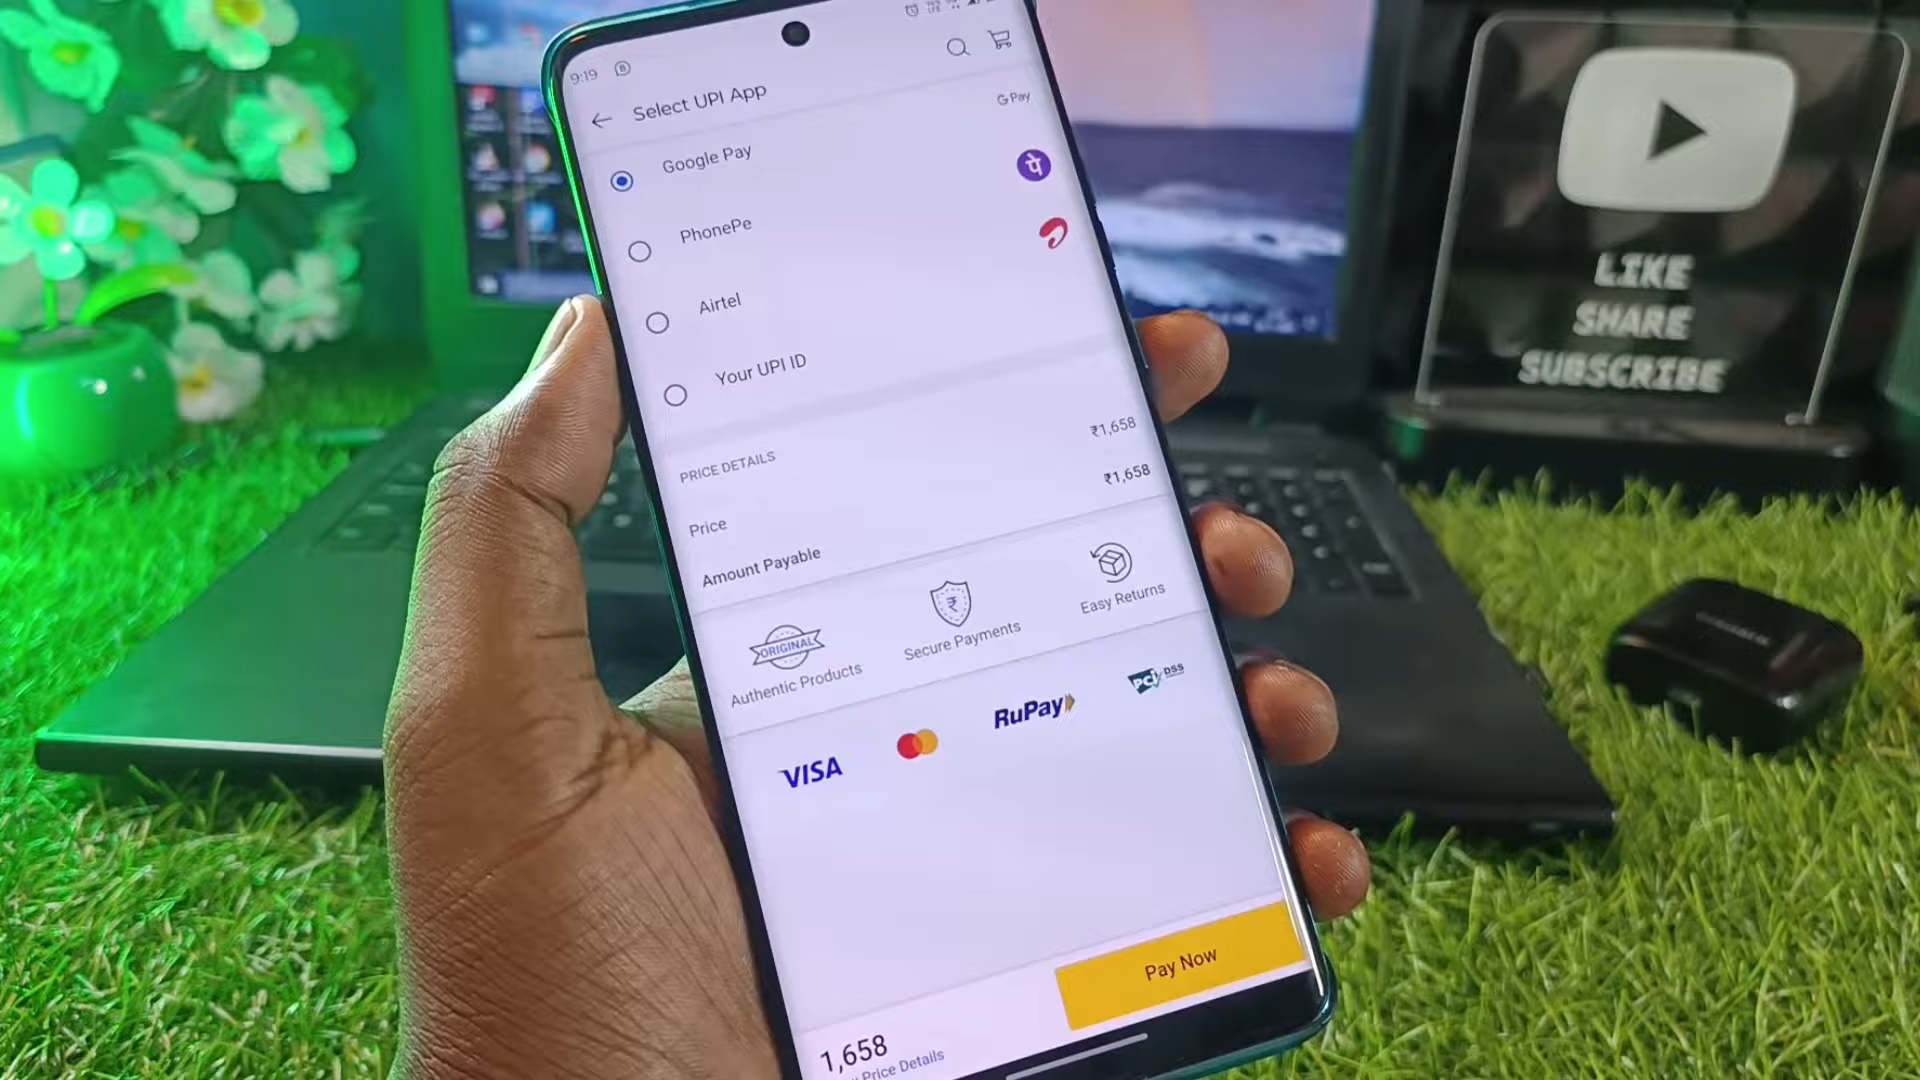 9:19
Select UPI App
Google Pay
G Pay
PhonePe
पे
Airtel
Your UPI ID
PRICE DETAILS
Price
₹1,658
Amount Payable
₹1,658
ORIGINAL
Authentic Products
₹
Secure Payments
Easy Returns
VISA
RuPay
PCI DSS
1,658
Price Details
Pay Now
LIKE
SHARE
SUBSCRIBE